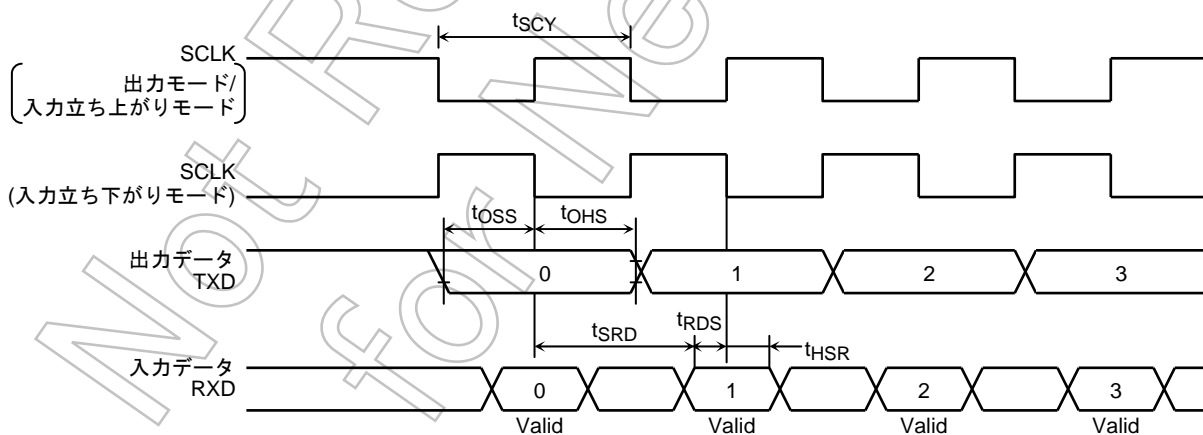 tSCY
SCLK
出力モード/
入力立ち上がりモード
SCLK
(入力立ち下がりモード)
tOSS
tOHS
出力データ
TXD
0
1
2
3
tSRD
tRDS
tHSR
入力データ
RXD
0
1
2
3
Valid
Valid
Valid
Valid
Not R
for Ne